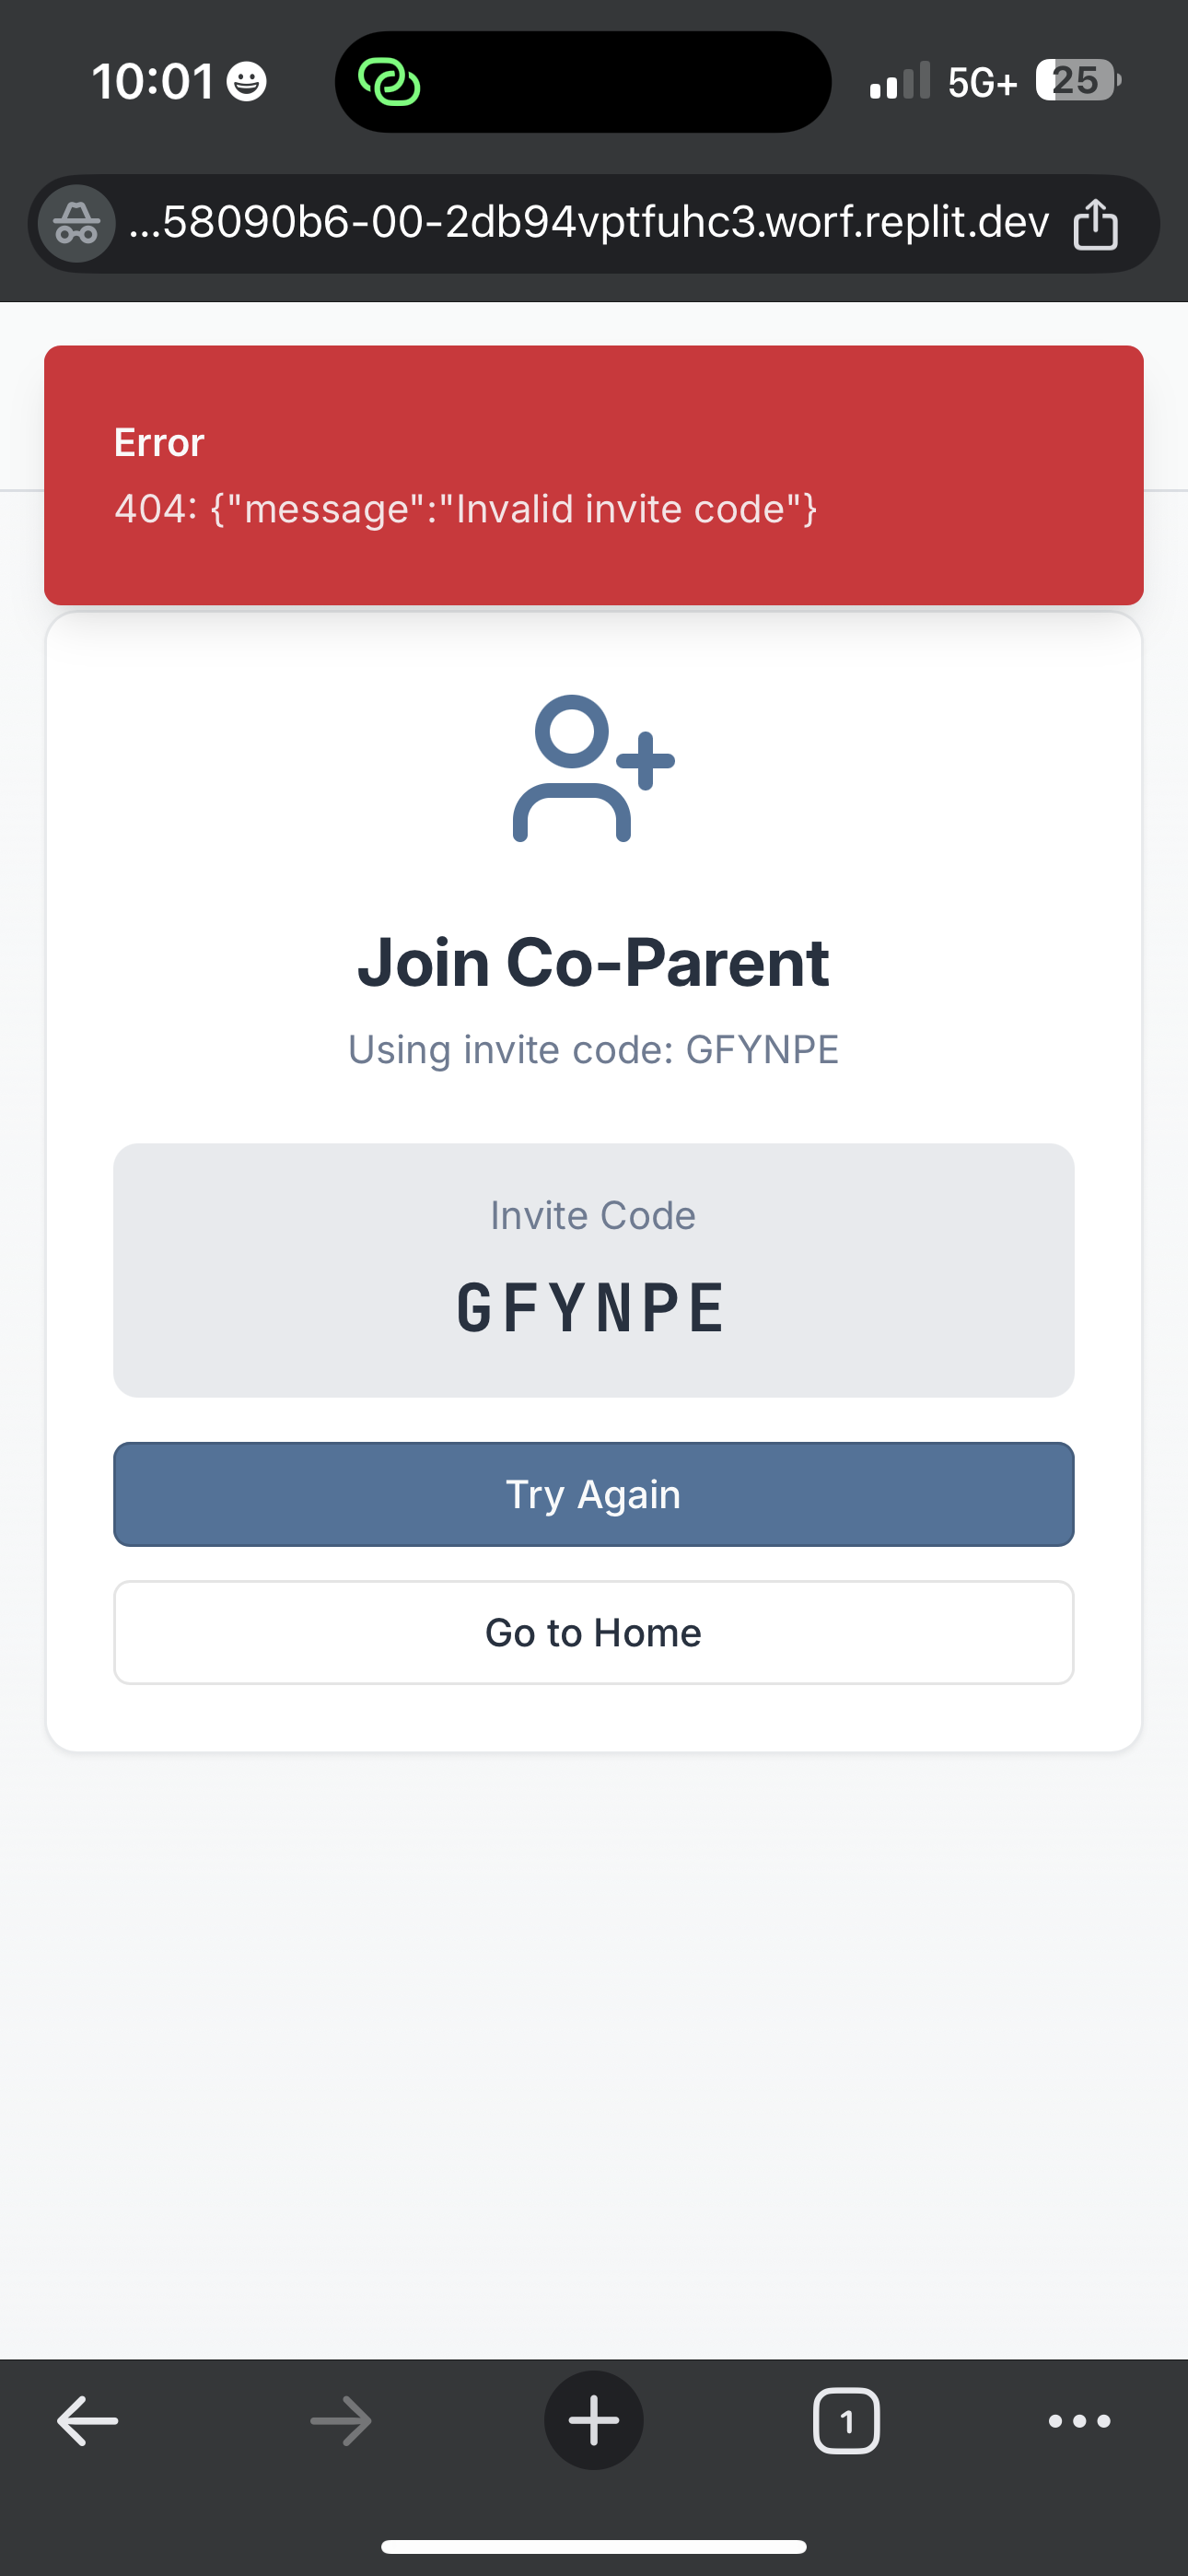 10:01
5G+
25
...58090b6-00-2db94vptfuhc3.worf.replit.dev
Error
404: {"message":"Invalid invite code"}
Join Co-Parent
Using invite code: GFYNPE
Invite Code
GFYNPE
Try Again
Go to Home
1